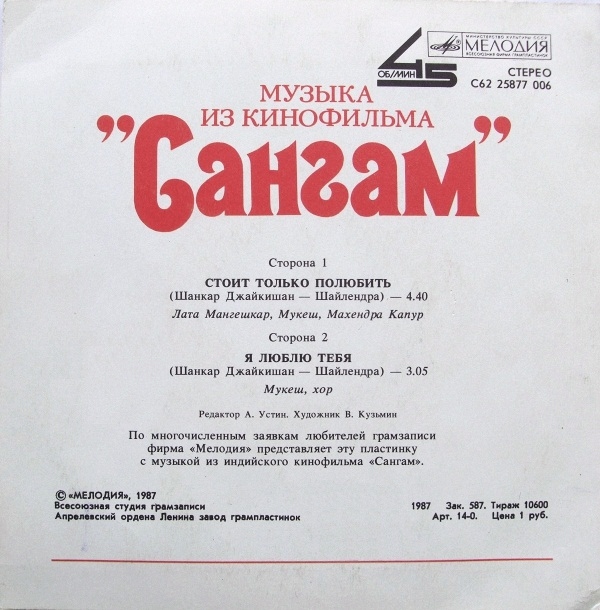 45
ОБ/МИН
МИНИСТЕРСТВО КУЛЬТУРЫ СССР
МЕЛОДИЯ
ВСЕСОЮЗНАЯ ФИРМА ГРАМПЛАСТИНОК
СТЕРЕО
С62 25877 006
МУЗЫКА
ИЗ КИНОФИЛЬМА
”Сангам”
Сторона 1
СТОИТ ТОЛЬКО ПОЛЮБИТЬ
(Шанкар Джайкишан — Шайлендра) — 4.40
Лата Мангешкар, Мукеш, Махендра Капур
Сторона 2
Я ЛЮБЛЮ ТЕБЯ
(Шанкар Джайкишан — Шайлендра) — 3.05
Мукеш, хор
Редактор А. Устин. Художник В. Кузьмин
По многочисленным заявкам любителей грамзаписи
фирма «Мелодия» представляет эту пластинку
с музыкой из индийского кинофильма «Сангам».
© «МЕЛОДИЯ», 1987
Всесоюзная студия грамзаписи
Апрелевский ордена Ленина завод грампластинок
1987 Зак. 587. Тираж 10600
Арт. 14-0. Цена 1 руб.